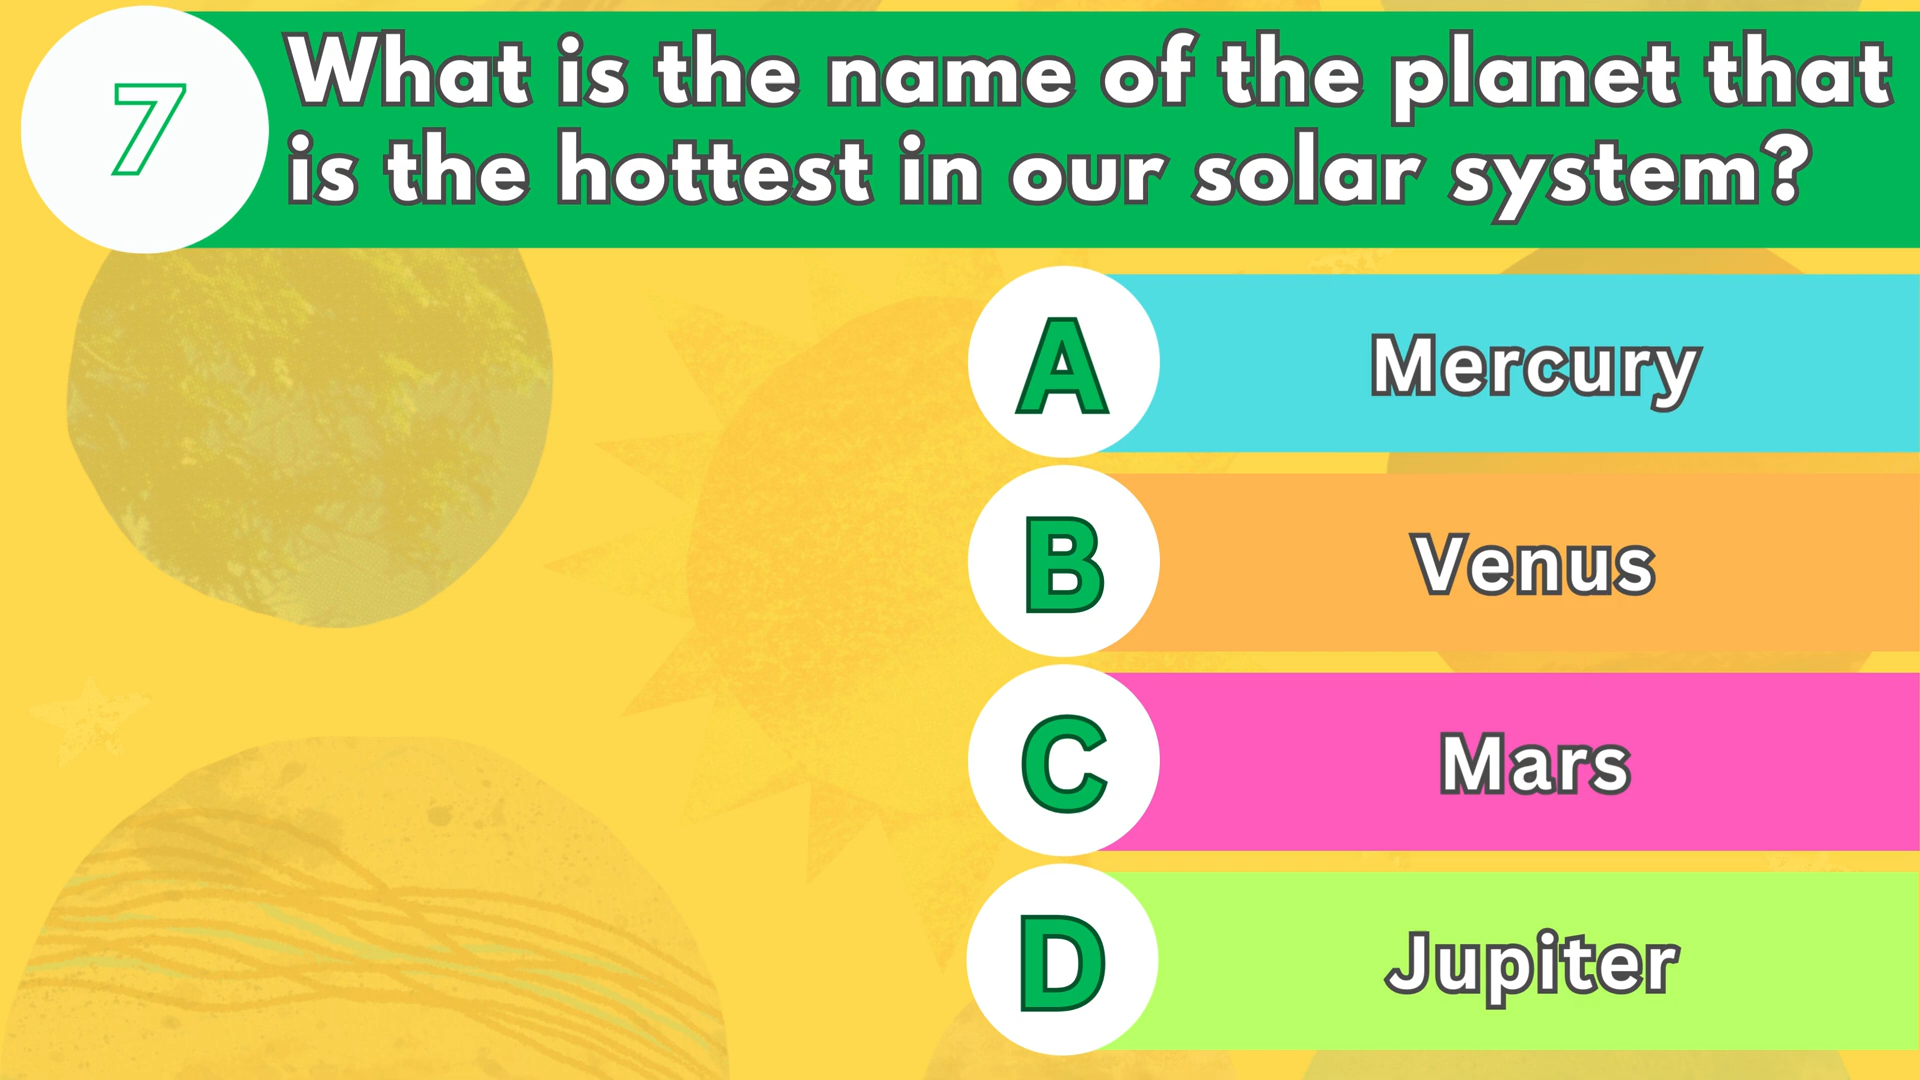 7
What is the name of the planet that
is the hottest in our solar system?
A
Mercury
B
Venus
C
Mars
D
Jupiter